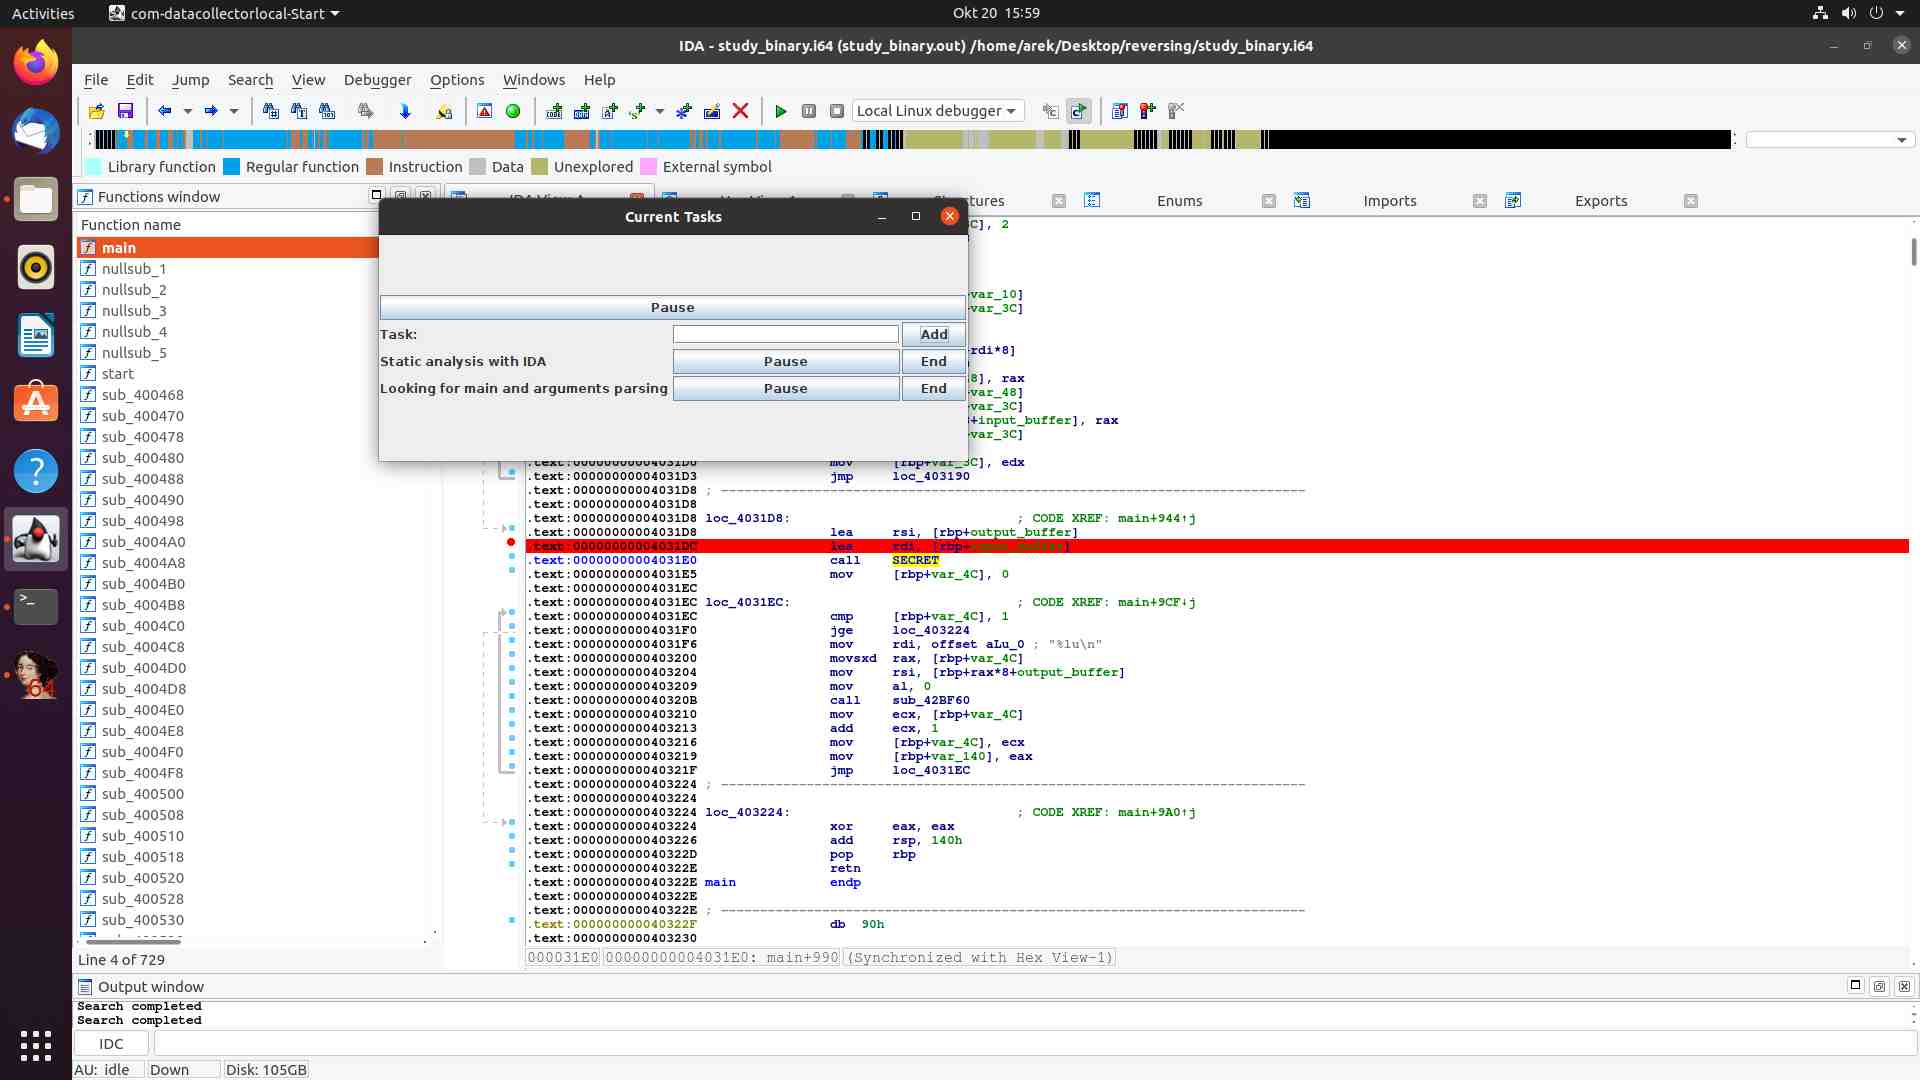 Activities com-datacollectorlocal-Start Okt 20 15:59
IDA - study_binary.i64 (study_binary.out) /home/arek/Desktop/reversing/study_binary.i64
File Edit Jump Search View Debugger Options Windows Help
Local Linux debugger
Library function Regular function Instruction Data Unexplored External symbol
Functions window
Enums Imports Exports
Function name
main
nullsub_1
nullsub_2
nullsub_3
nullsub_4
nullsub_5
start
sub_400468
sub_400470
sub_400478
sub_400480
sub_400488
sub_400490
sub_400498
sub_4004A0
sub_4004A8
sub_4004B0
sub_4004B8
sub_4004C0
sub_4004C8
sub_4004D0
sub_4004D8
sub_4004E0
sub_4004E8
sub_4004F0
sub_4004F8
sub_400500
sub_400508
sub_400510
sub_400518
sub_400520
sub_400528
sub_400530
Line 4 of 729
Current Tasks
Pause
Task: Add
Static analysis with IDA Pause End
Looking for main and arguments parsing Pause End
C], 2
var_10]
var_3C]
rdi*8]
8], rax
var_48]
var_3C]
+input_buffer], rax
var_3C]
.text:00000000004031D0 mov [rbp+var_3C], edx
.text:00000000004031D3 jmp loc_403190
.text:00000000004031D8 ; ---------------------------------------------------------------------------
.text:00000000004031D8
.text:00000000004031D8 loc_4031D8: ; CODE XREF: main+944↑j
.text:00000000004031D8 lea rsi, [rbp+output_buffer]
.text:00000000004031DC lea rdi, [rbp+input_buffer]
.text:00000000004031E0 call SECRET
.text:00000000004031E5 mov [rbp+var_4C], 0
.text:00000000004031EC
.text:00000000004031EC loc_4031EC: ; CODE XREF: main+9CF↓j
.text:00000000004031EC cmp [rbp+var_4C], 1
.text:00000000004031F0 jge loc_403224
.text:00000000004031F6 mov rdi, offset aLu_0 ; "%lu\n"
.text:0000000000403200 movsxd rax, [rbp+var_4C]
.text:0000000000403204 mov rsi, [rbp+rax*8+output_buffer]
.text:0000000000403209 mov al, 0
.text:000000000040320B call sub_42BF60
.text:0000000000403210 mov ecx, [rbp+var_4C]
.text:0000000000403213 add ecx, 1
.text:0000000000403216 mov [rbp+var_4C], ecx
.text:0000000000403219 mov [rbp+var_140], eax
.text:000000000040321F jmp loc_4031EC
.text:0000000000403224 ; ---------------------------------------------------------------------------
.text:0000000000403224
.text:0000000000403224 loc_403224: ; CODE XREF: main+9A0↑j
.text:0000000000403224 xor eax, eax
.text:0000000000403226 add rsp, 140h
.text:000000000040322D pop rbp
.text:000000000040322E retn
.text:000000000040322E main endp
.text:000000000040322E
.text:000000000040322E ; ---------------------------------------------------------------------------
.text:000000000040322F db 90h
.text:0000000000403230
000031E0 00000000004031E0: main+990 (Synchronized with Hex View-1)
Output window
Search completed
Search completed
IDC
AU: idle Down Disk: 105GB